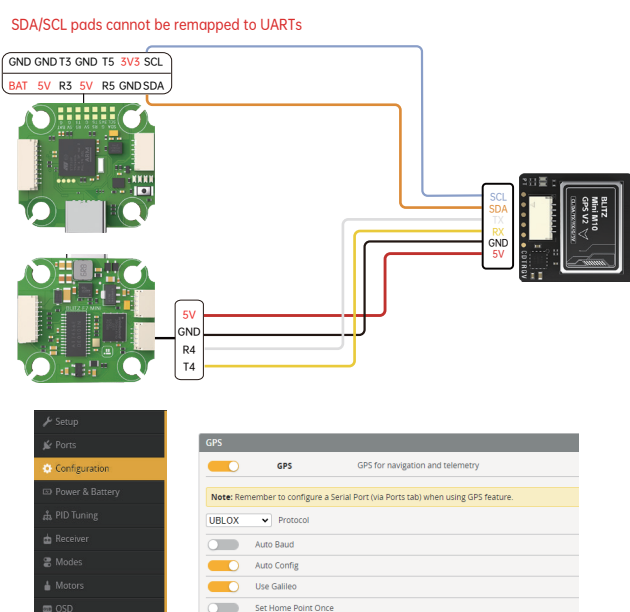 SDA/SCL pads cannot be remapped to UARTs
GND GND T3 GND T5 3V3 SCL
BAT 5V R3 5V R5 GND SDA
SCL
SDA
TX
RX
GND
5V
BLITZ
Mini M10
GPS V2
5V
GND
R4
T4
Setup
Ports
Configuration
Power & Battery
PID Tuning
Receiver
Modes
Motors
OSD
GPS
GPS GPS for navigation and telemetry
Note: Remember to configure a Serial Port (via Ports tab) when using GPS feature.
UBLOX Protocol
Auto Baud
Auto Config
Use Galileo
Set Home Point Once